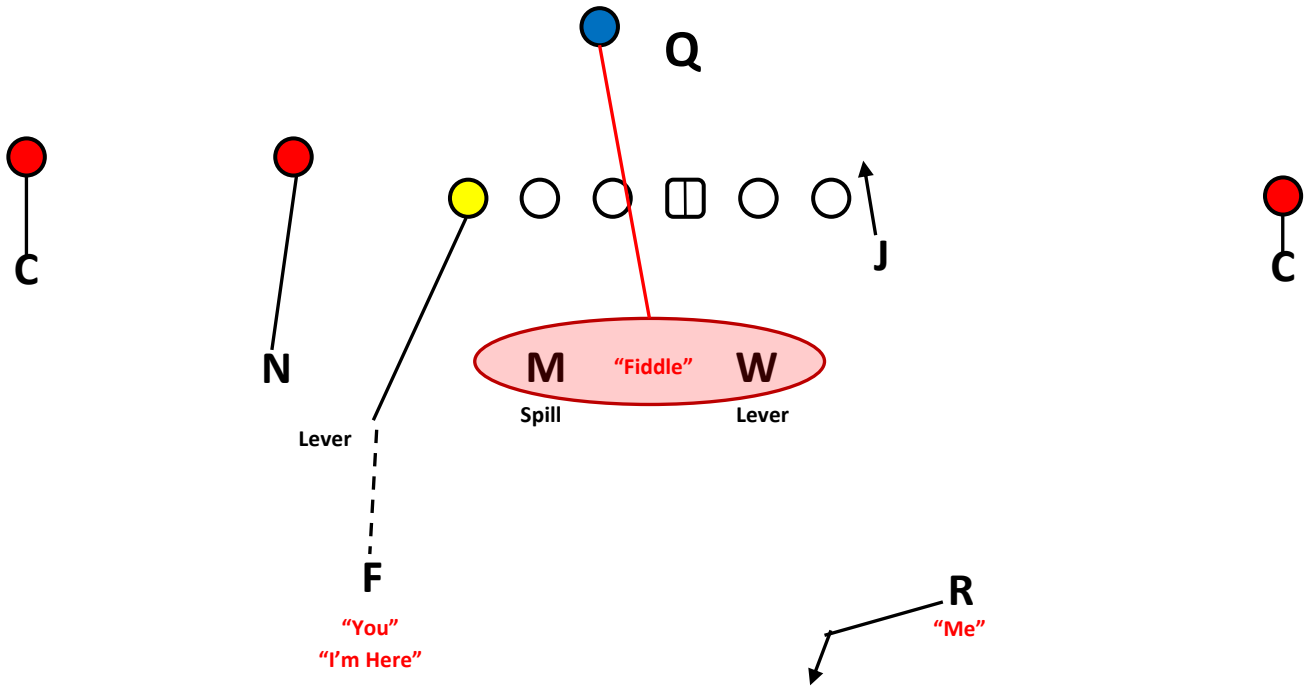 Q
J
C
C
N
M
“Fiddle”
W
Spill
Lever
Lever
F
“You”
“I’m Here”
R
“Me”